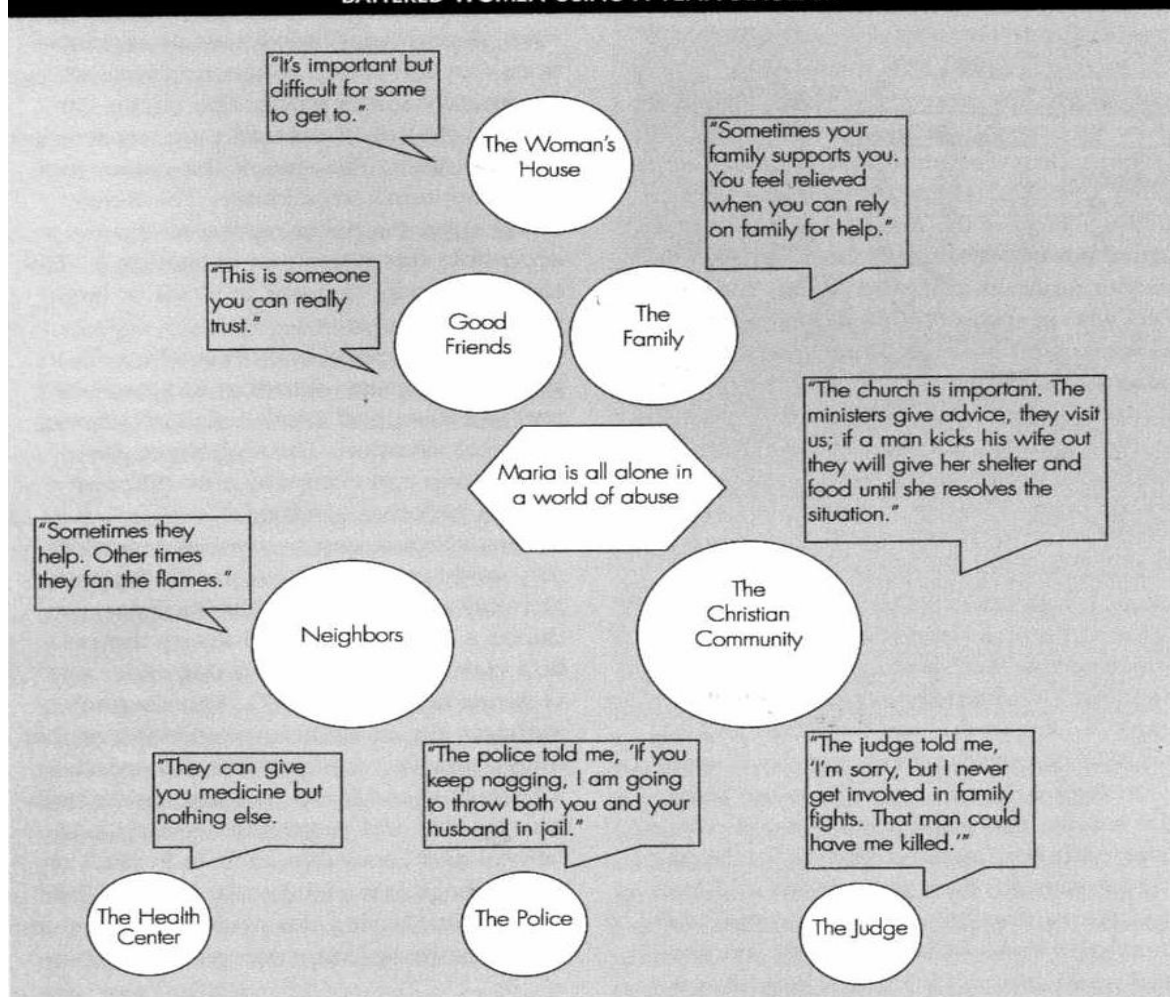 "It's important but
difficult for some
to get to."
The Woman's
House
"Sometimes your
family supports you.
You feel relieved
when you can rely
on family for help."
"This is someone
you can really
trust."
Good
Friends
The
Family
"The church is important. The
ministers give advice, they visit
us; if a man kicks his wife out
they will give her shelter and
food until she resolves the
situation."
Maria is all alone in
a world of abuse
"Sometimes they
help. Other times
they fan the flames."
Neighbors
The
Christian
Community
"They can give
you medicine but
nothing else.
"The police told me, 'If you
keep nagging, I am going
to throw both you and your
husband in jail."
"The judge told me,
'I'm sorry, but I never
get involved in family
fights. That man could
have me killed.'"
The Health
Center
The Police
The Judge